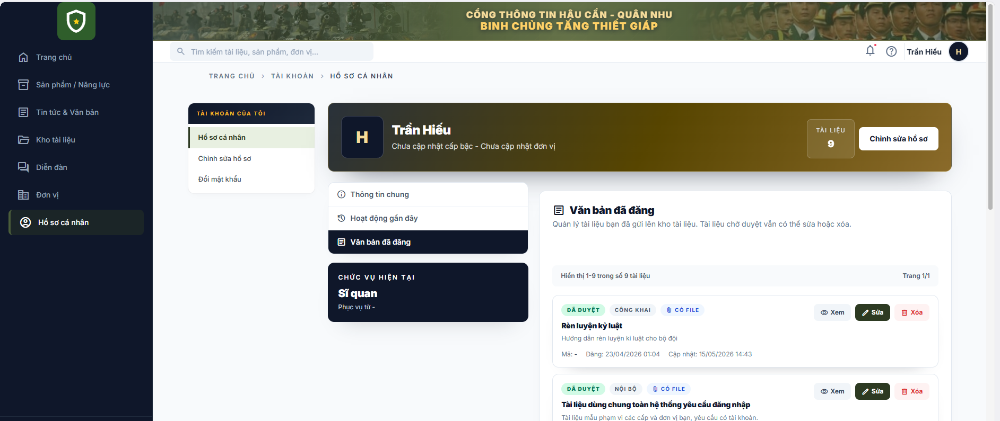 CỔNG THÔNG TIN HẬU CẦN - QUÂN NHU
BINH CHỦNG TĂNG THIẾT GIÁP
Trang chủ
Sản phẩm / Năng lực
Tin tức & Văn bản
Kho tài liệu
Diễn đàn
Đơn vị
Hồ sơ cá nhân
Tìm kiếm tài liệu, sản phẩm, đơn vị...
Trần Hiếu
H
TRANG CHỦ > TÀI KHOẢN > HỒ SƠ CÁ NHÂN
TÀI KHOẢN CỦA TÔI
Hồ sơ cá nhân
Chỉnh sửa hồ sơ
Đổi mật khẩu
H
Trần Hiếu
Chưa cập nhật cấp bậc - Chưa cập nhật đơn vị
TÀI LIỆU
9
Chỉnh sửa hồ sơ
Thông tin chung
Hoạt động gần đây
Văn bản đã đăng
CHỨC VỤ HIỆN TẠI
Sĩ quan
Phục vụ từ -
Văn bản đã đăng
Quản lý tài liệu bạn đã gửi lên kho tài liệu. Tài liệu chờ duyệt vẫn có thể sửa hoặc xóa.
Hiển thị 1-9 trong số 9 tài liệu
Trang 1/1
ĐÃ DUYỆT CÔNG KHAI CÓ FILE
Xem Sửa Xóa
Rèn luyện kỷ luật
Hướng dẫn rèn luyện kỉ luật cho bộ đội
Mã: - Đăng: 23/04/2026 01:04 Cập nhật: 15/05/2026 14:43
ĐÃ DUYỆT NỘI BỘ CÓ FILE
Xem Sửa Xóa
Tài liệu dùng chung toàn hệ thống yêu cầu đăng nhập
Tài liệu mẫu phạm vi các cấp và đơn vị bạn, yêu cầu có tài khoản.